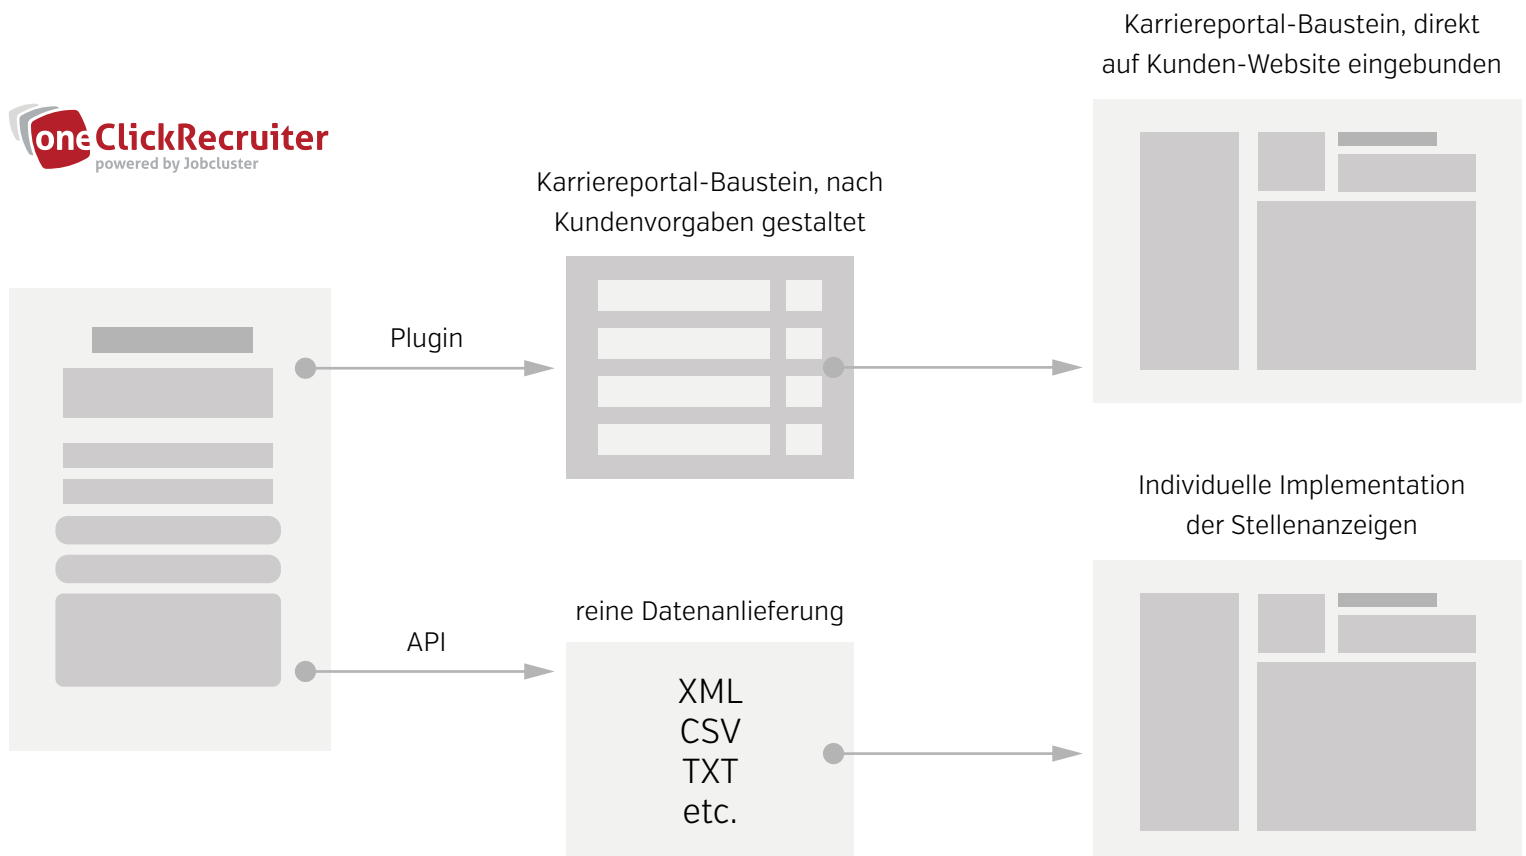 oneClickRecruiter
powered by Jobcluster
Karriereportal-Baustein, nach
Kundenvorgaben gestaltet
Karriereportal-Baustein, direkt
auf Kunden-Website eingebunden
Plugin
API
reine Datenanlieferung
XML
CSV
TXT
etc.
Individuelle Implementation
der Stellenanzeigen